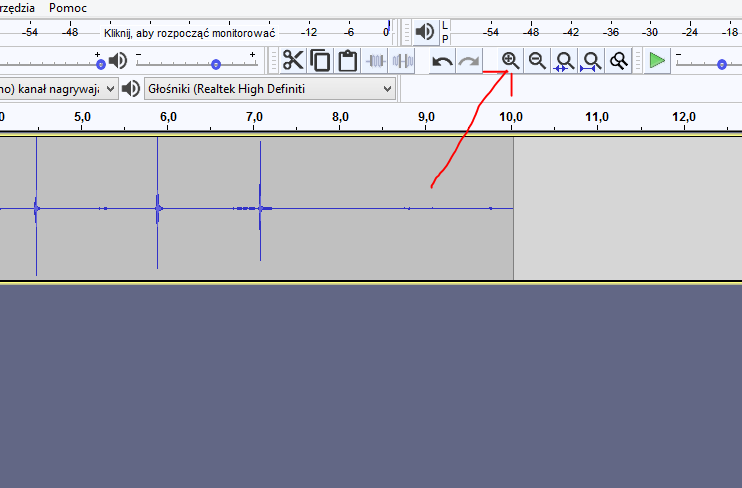 rzędzia Pomoc
-54 -48 Kliknij, aby rozpocząć monitorować -12 -6 0 L P -54 -48 -42 -36 -30 -24 -18
- + - + -
no) kanał nagrywają Głośniki (Realtek High Definiti
0 5,0 6,0 7,0 8,0 9,0 10,0 11,0 12,0